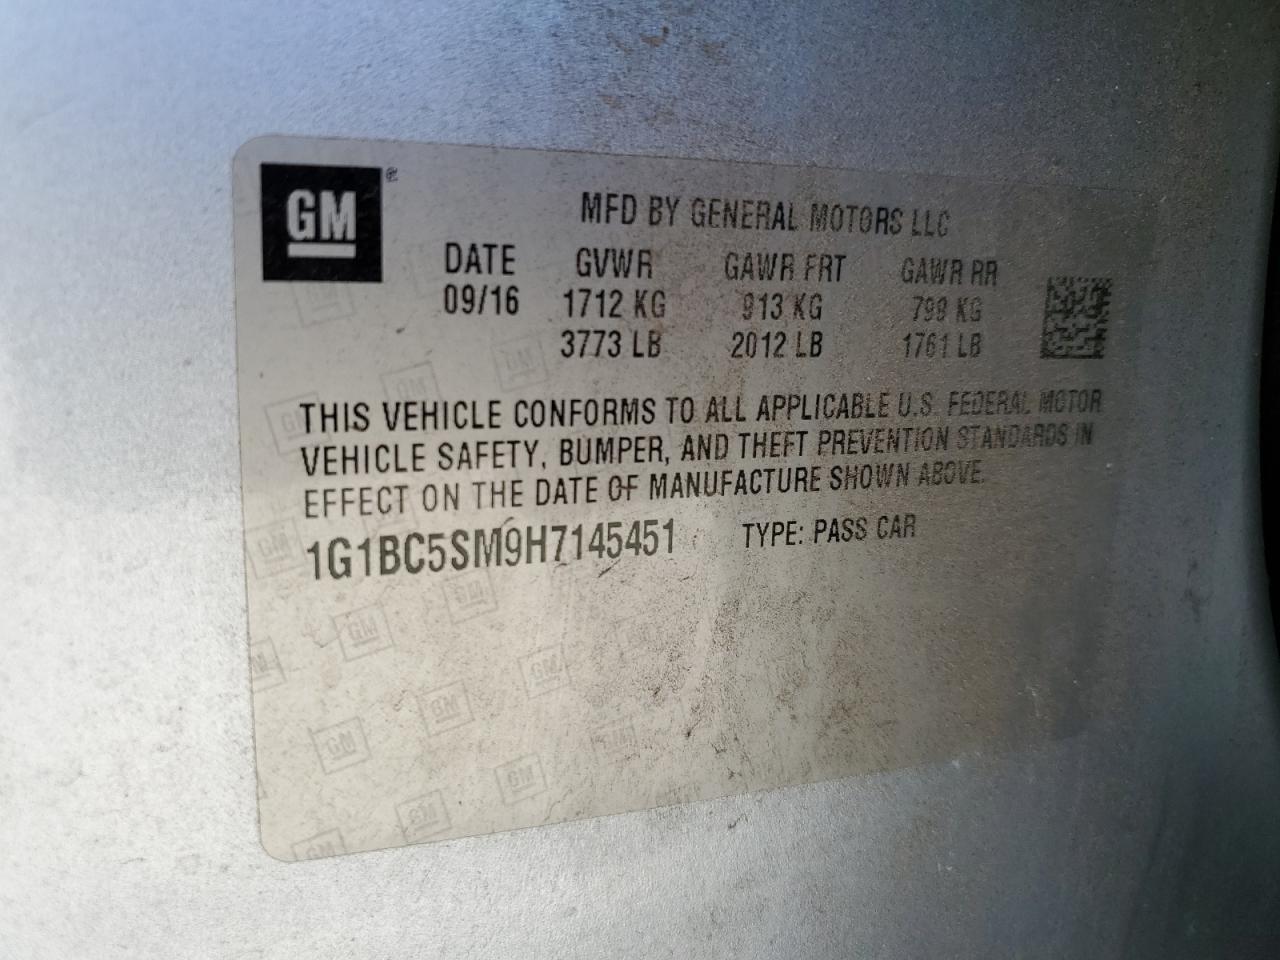 GM
MFD BY GENERAL MOTORS LLC
DATE GVWR GAWR FRT GAWR RR
09/16 1712 KG 913 KG 799 KG
3773 LB 2012 LB 1761 LB
THIS VEHICLE CONFORMS TO ALL APPLICABLE U.S. FEDERAL MOTOR
VEHICLE SAFETY, BUMPER, AND THEFT PREVENTION STANDARDS IN
EFFECT ON THE DATE OF MANUFACTURE SHOWN ABOVE.
1G1BC5SM9H7145451 TYPE: PASS CAR